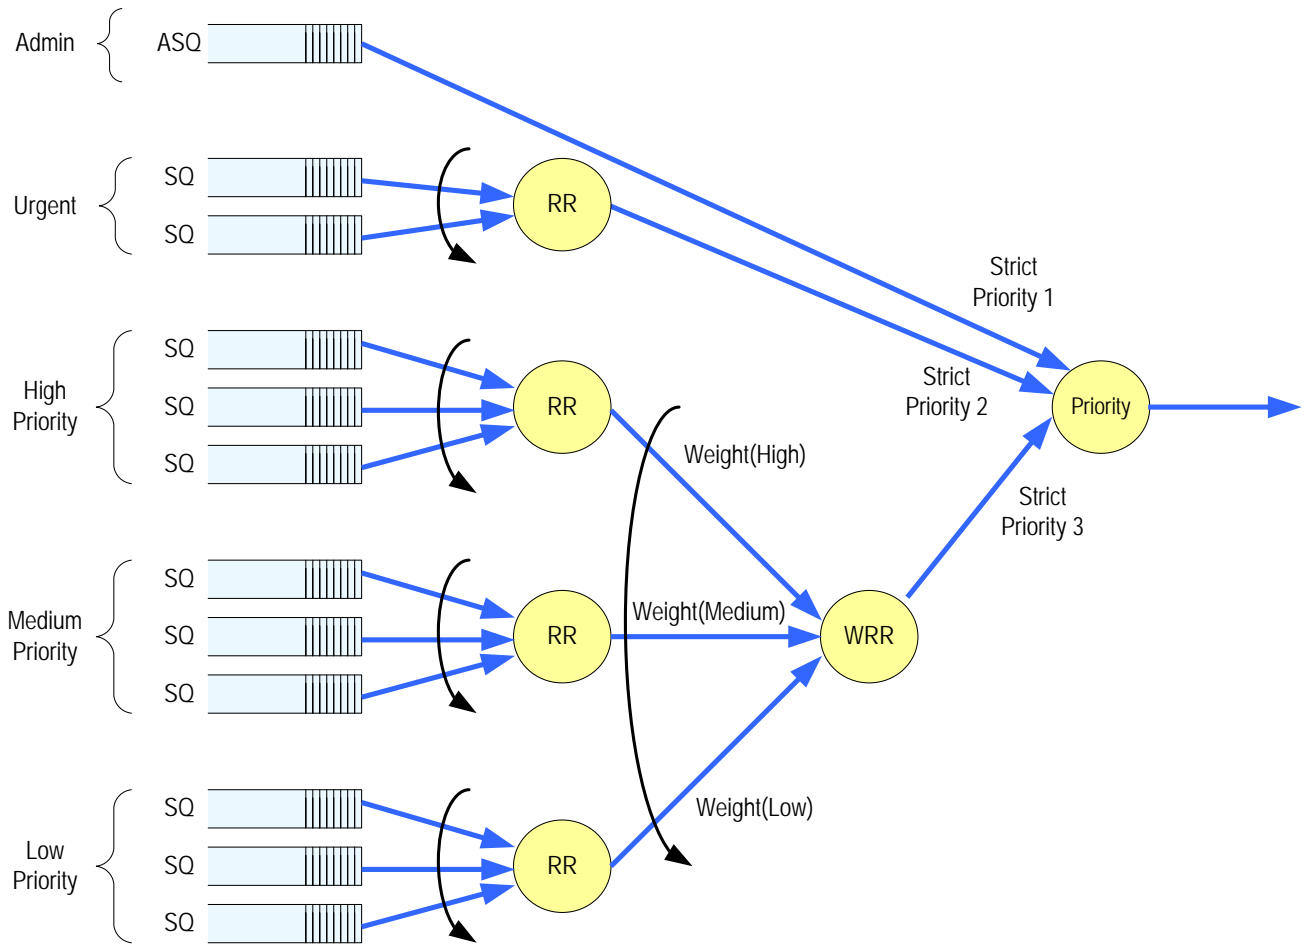 Admin
ASQ
Urgent
SQ
SQ
RR
Strict
Priority 1
High
Priority
SQ
SQ
SQ
RR
Strict
Priority 2
Priority
Weight(High)
Strict
Priority 3
Medium
Priority
SQ
SQ
SQ
RR
Weight(Medium)
WRR
Low
Priority
SQ
SQ
SQ
RR
Weight(Low)